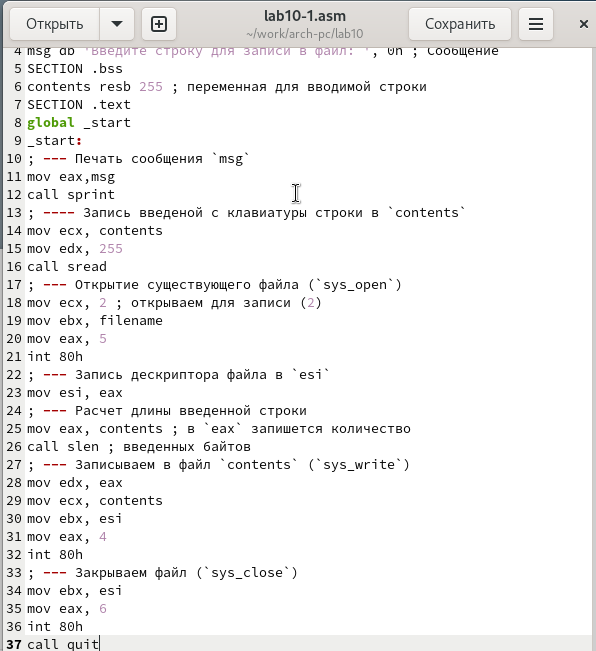 Открыть
lab10-1.asm
~/work/arch-pc/lab10
Сохранить
4 msg db 'Введите строку для записи в файл: ', 0h ; Сообщение
5 SECTION .bss
6 contents resb 255 ; переменная для вводимой строки
7 SECTION .text
8 global _start
9 _start:
10 ; --- Печать сообщения `msg`
11 mov eax,msg
12 call sprint
13 ; ---- Запись введеной с клавиатуры строки в `contents`
14 mov ecx, contents
15 mov edx, 255
16 call sread
17 ; --- Открытие существующего файла (`sys_open`)
18 mov ecx, 2 ; открываем для записи (2)
19 mov ebx, filename
20 mov eax, 5
21 int 80h
22 ; --- Запись дескриптора файла в `esi`
23 mov esi, eax
24 ; --- Расчет длины введенной строки
25 mov eax, contents ; в `eax` запишется количество
26 call slen ; введенных байтов
27 ; --- Записываем в файл `contents` (`sys_write`)
28 mov edx, eax
29 mov ecx, contents
30 mov ebx, esi
31 mov eax, 4
32 int 80h
33 ; --- Закрываем файл (`sys_close`)
34 mov ebx, esi
35 mov eax, 6
36 int 80h
37 call quit